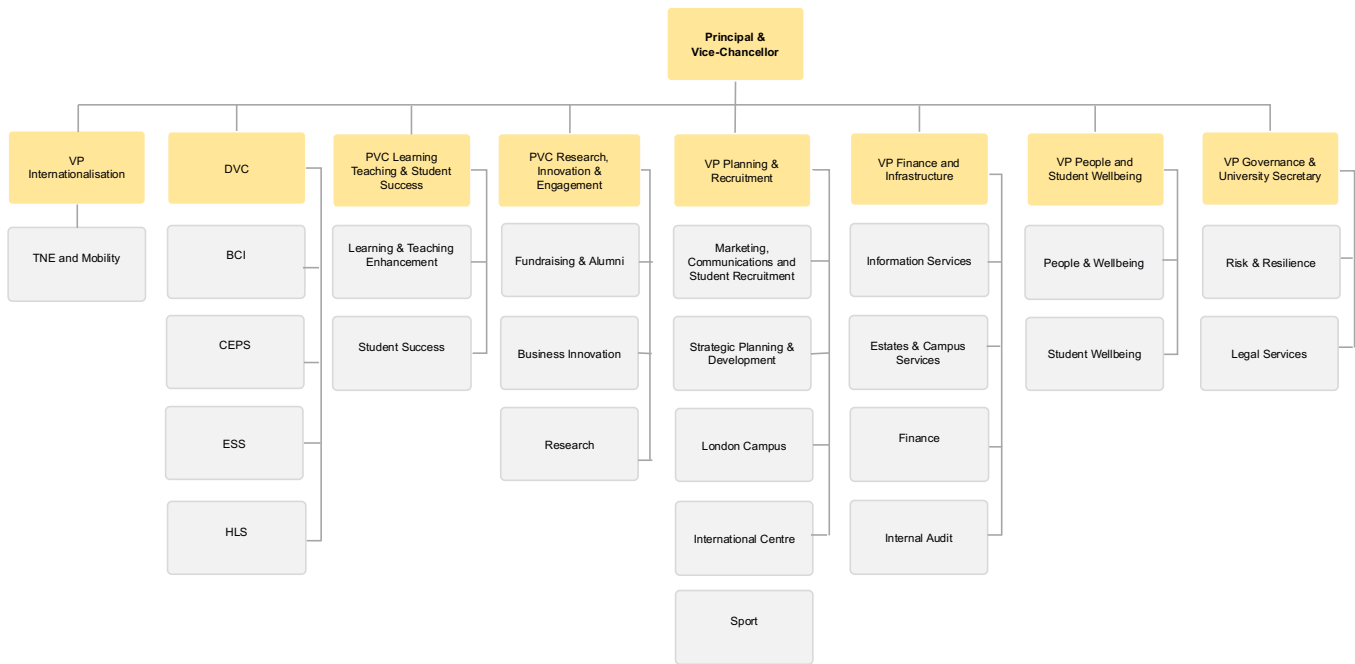 Principal &
Vice-Chancellor
VP
Internationalisation
DVC
PVC Learning
Teaching & Student
Success
PVC Research,
Innovation &
Engagement
VP Planning &
Recruitment
VP Finance and
Infrastructure
VP People and
Student Wellbeing
VP Governance &
University Secretary
TNE and Mobility
BCI
Learning & Teaching
Enhancement
Fundraising & Alumni
Marketing,
Communications and
Student Recruitment
Information Services
People & Wellbeing
Risk & Resilience
CEPS
Student Success
Business Innovation
Strategic Planning &
Development
Estates & Campus
Services
Student Wellbeing
Legal Services
ESS
Research
London Campus
Finance
HLS
International Centre
Internal Audit
Sport